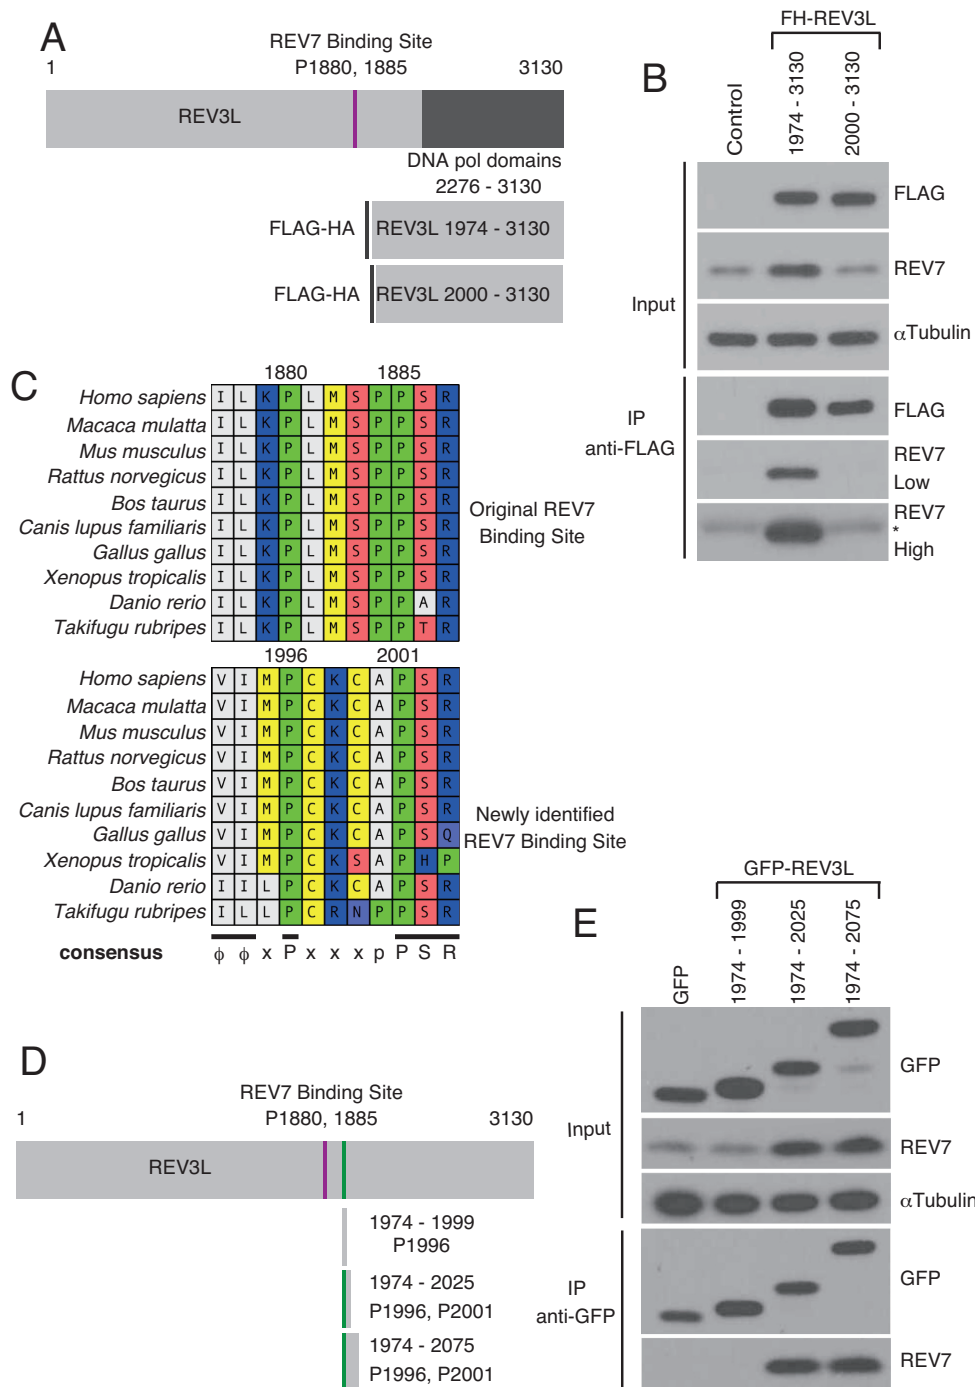 A
REV7 Binding Site
1 P1880, 1885 3130
REV3L
DNA pol domains
2276 - 3130
FLAG-HA REV3L 1974 - 3130
FLAG-HA REV3L 2000 - 3130
B
FH-REV3L
Control 1974 - 3130 2000 - 3130
Input
FLAG
REV7
αTubulin
IP
anti-FLAG
FLAG
REV7
Low
REV7
*
High
C
1880 1885
Homo sapiens I L K P L M S P P S R
Macaca mulatta I L K P L M S P P S R
Mus musculus I L K P L M S P P S R
Rattus norvegicus I L K P L M S P P S R
Bos taurus I L K P L M S P P S R
Canis lupus familiaris I L K P L M S P P S R
Gallus gallus I L K P L M S P P S R
Xenopus tropicalis I L K P L M S P P S R
Danio rerio I L K P L M S P P A R
Takifugu rubripes I L K P L M S P P T R
Original REV7
Binding Site
1996 2001
Homo sapiens V I M P C K C A P S R
Macaca mulatta V I M P C K C A P S R
Mus musculus V I M P C K C A P S R
Rattus norvegicus V I M P C K C A P S R
Bos taurus V I M P C K C A P S R
Canis lupus familiaris V I M P C K C A P S R
Gallus gallus V I M P C K C A P S Q
Xenopus tropicalis V I M P C K S A P H P
Danio rerio I I L P C K C A P S R
Takifugu rubripes I L L P C R N P P S R
Newly identified
REV7 Binding Site
consensus ϕ ϕ x P x x x p P S R
D
REV7 Binding Site
1 P1880, 1885 3130
REV3L
1974 - 1999
P1996
1974 - 2025
P1996, P2001
1974 - 2075
P1996, P2001
E
GFP-REV3L
GFP 1974 - 1999 1974 - 2025 1974 - 2075
Input
GFP
REV7
αTubulin
IP
anti-GFP
GFP
REV7